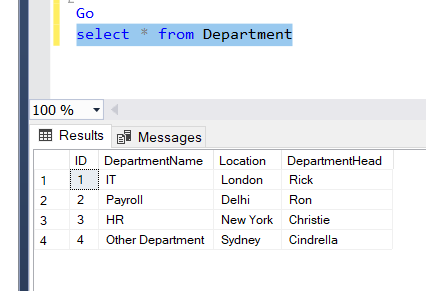 Go
select * from Department
100 %
Results Messages
ID DepartmentName Location DepartmentHead
1 1 IT London Rick
2 2 Payroll Delhi Ron
3 3 HR New York Christie
4 4 Other Department Sydney Cindrella